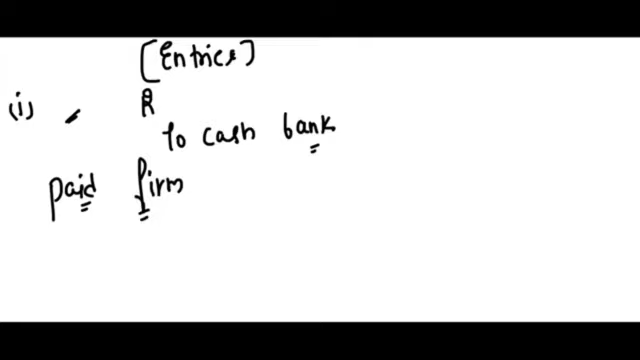 [Entries]
(i)
To cash bank
paid firm